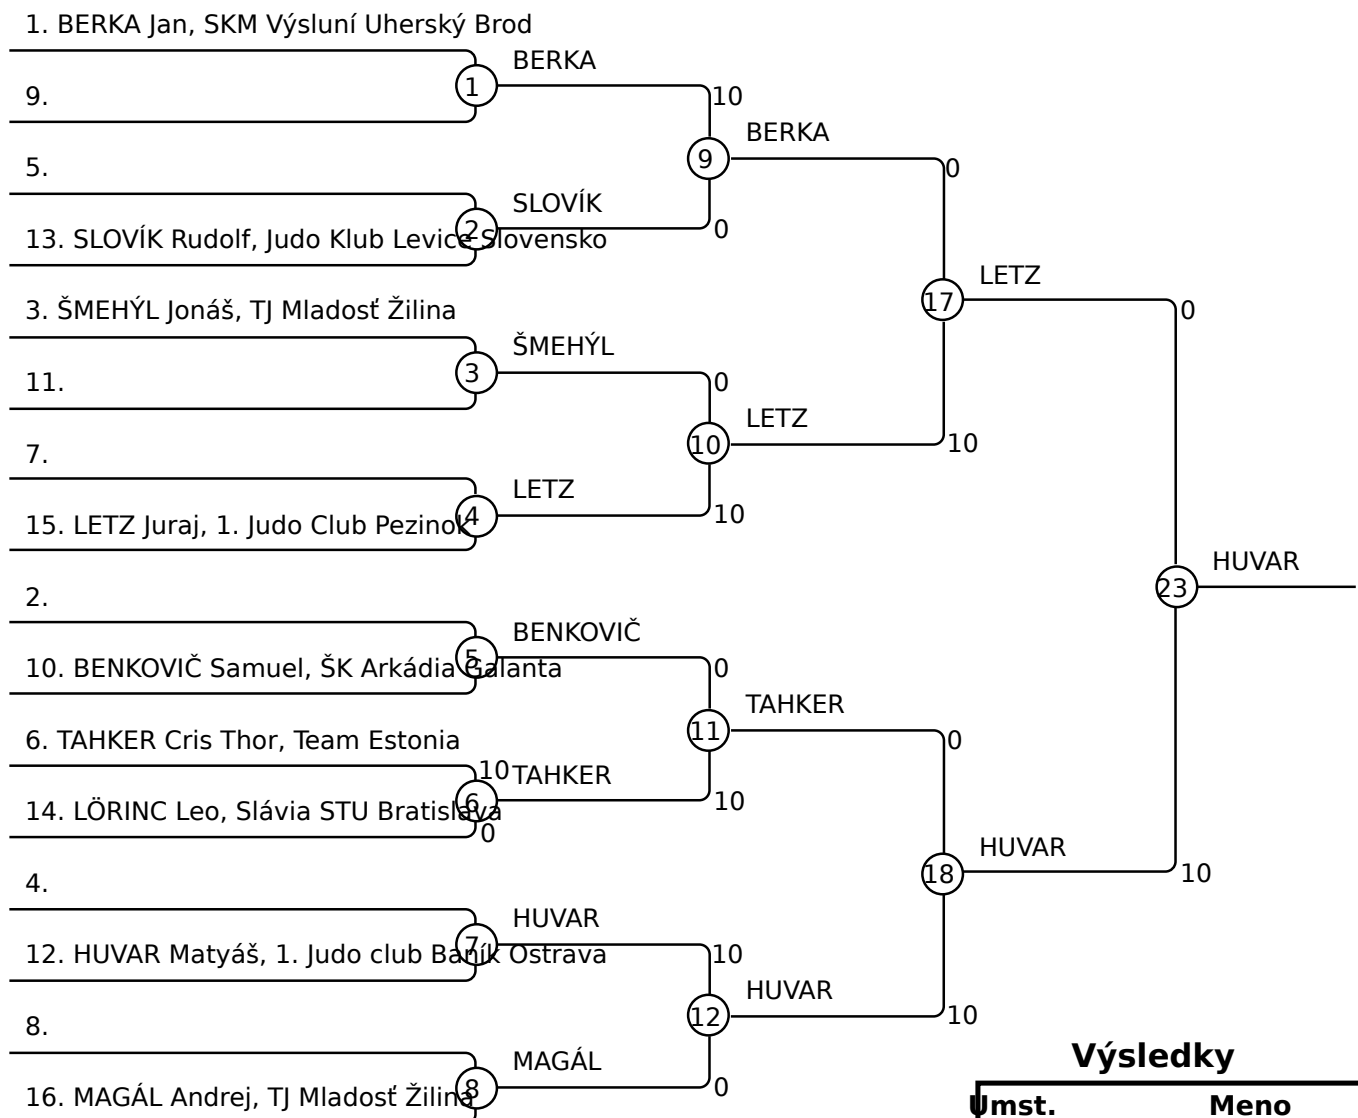 1. BERKA Jan, SKM Výsluní Uherský Brod
9.
5.
13. SLOVÍK Rudolf, Judo Klub Levice Slovensko
3. ŠMEHÝL Jonáš, TJ Mladosť Žilina
11.
7.
15. LETZ Juraj, 1. Judo Club Pezinok
2.
10. BENKOVIČ Samuel, ŠK Arkádia Galanta
6. TAHKER Cris Thor, Team Estonia
14. LÖRINC Leo, Slávia STU Bratislava
4.
12. HUVAR Matyáš, 1. Judo club Baník Ostrava
8.
16. MAGÁL Andrej, TJ Mladosť Žilina
1
2
3
4
5
10
6
0
7
8
BERKA
SLOVÍK
ŠMEHÝL
LETZ
BENKOVIČ
TAHKER
HUVAR
MAGÁL
10
9
0
0
10
10
0
11
10
10
12
0
BERKA
LETZ
TAHKER
HUVAR
0
17
10
0
18
10
LETZ
HUVAR
0
23
10
HUVAR
Výsledky
Umst. Meno